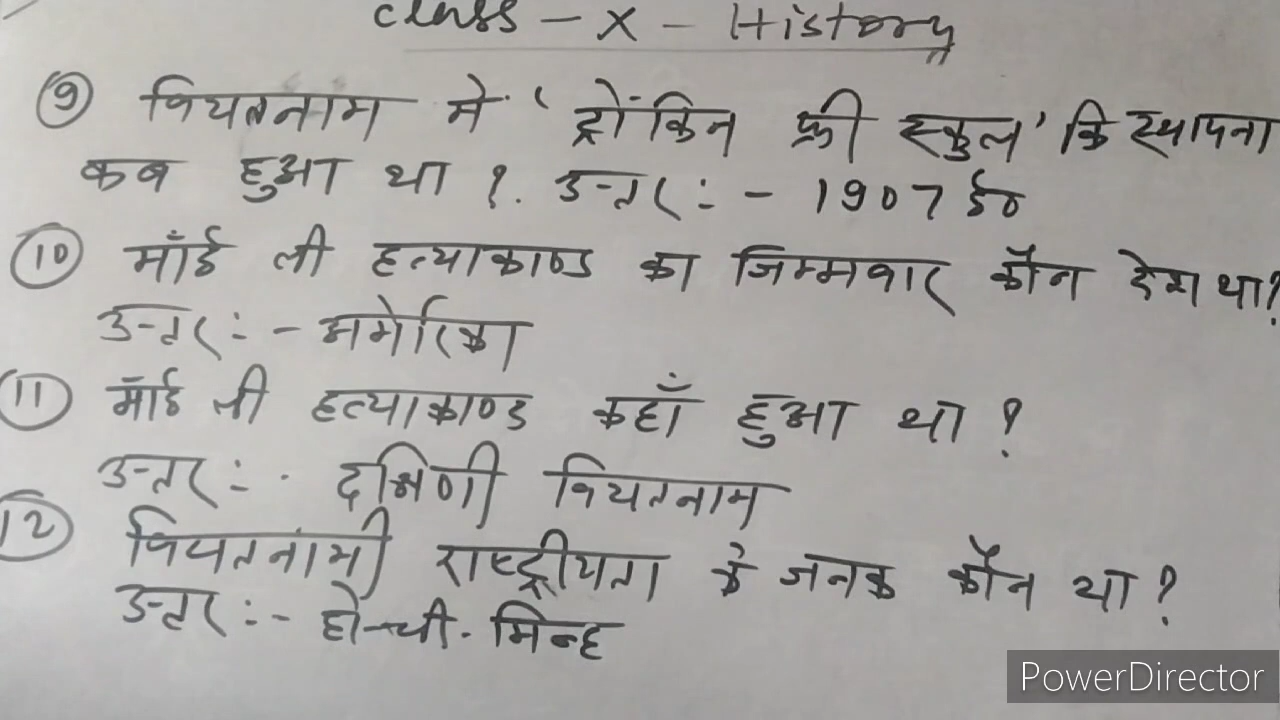 Class - X - History
⑨ वियतनाम में 'ट्रोंकिन फ्री स्कुल' कि स्थापना
कब हुआ था ?. उत्तर :- 1907 ई०
⑩ माँई ली हत्याकाण्ड का जिम्मवार कौन देश था?
उत्तर :- अमेरिका
⑪ माँई ली हत्याकाण्ड कहाँ हुआ था ?
उत्तर :- दक्षिणी वियतनाम
⑫ वियतनामी राष्ट्रीयता के जनक कौन था ?
उत्तर :- हो-ची. मिन्ह
PowerDirector